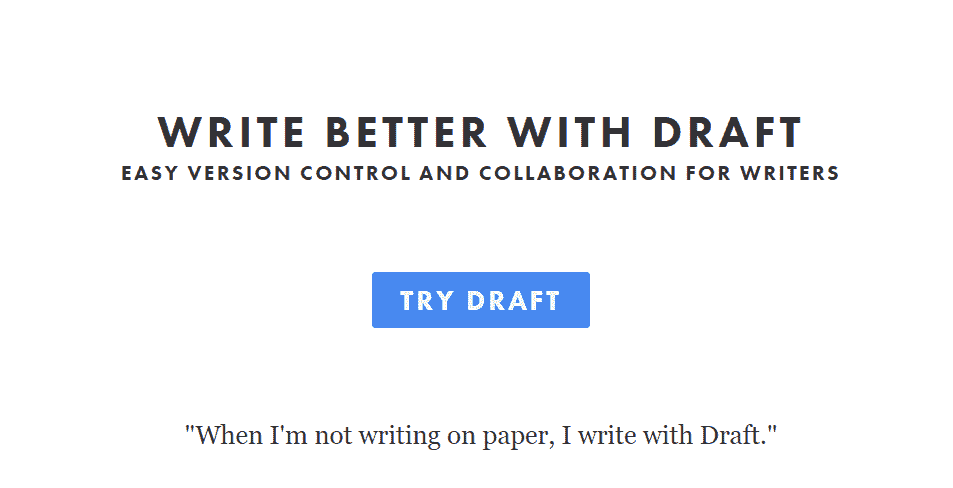 WRITE BETTER WITH DRAFT
EASY VERSION CONTROL AND COLLABORATION FOR WRITERS
TRY DRAFT
"When I'm not writing on paper, I write with Draft."